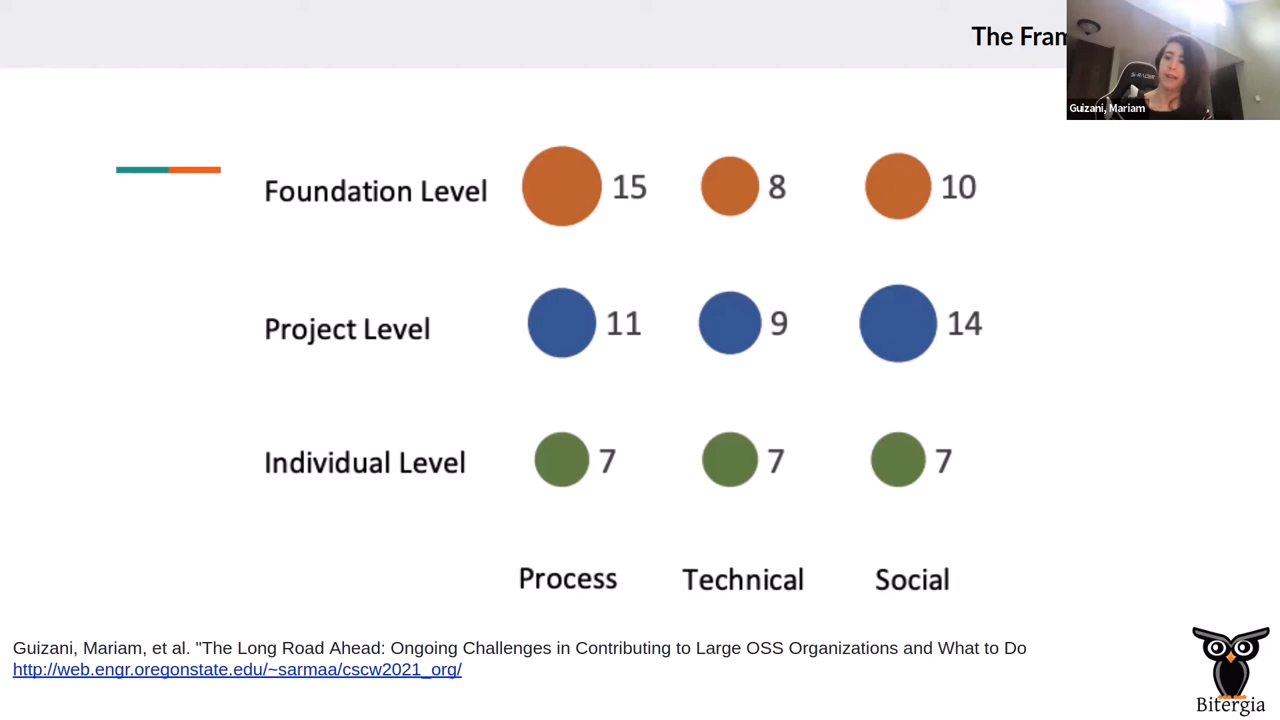 The Fram
Guizani, Mariam
Foundation Level 15 8 10
Project Level 11 9 14
Individual Level 7 7 7
Process Technical Social
Guizani, Mariam, et al. "The Long Road Ahead: Ongoing Challenges in Contributing to Large OSS Organizations and What to Do
http://web.engr.oregonstate.edu/~sarmaa/cscw2021_org/
Bitergia